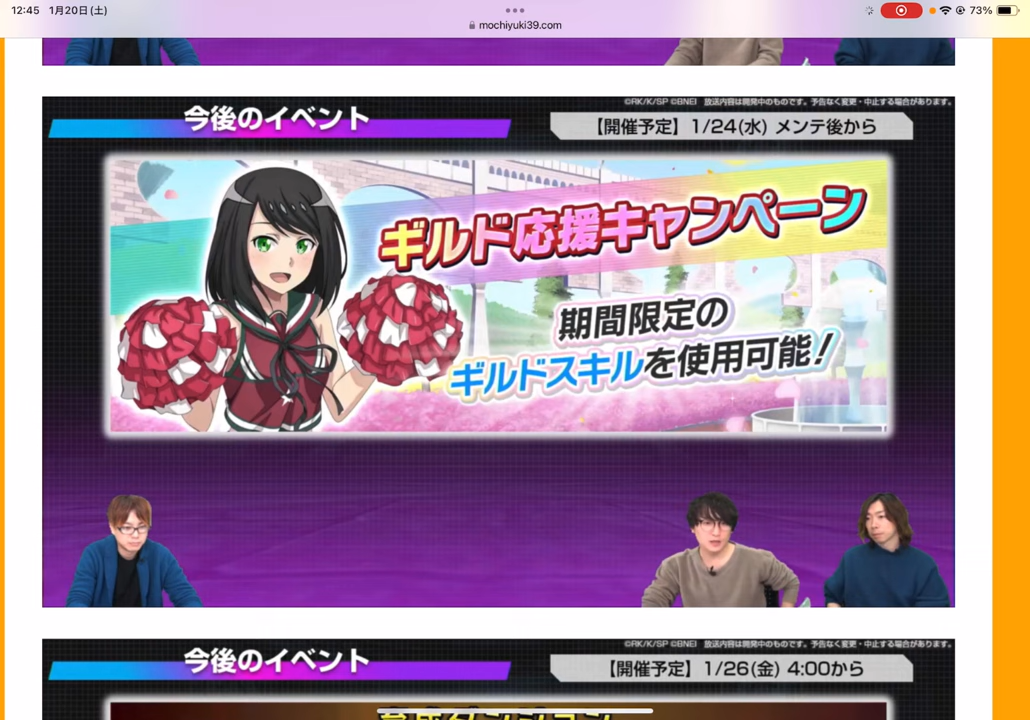 12:45 1月20日(土)
73%
mochiyuki39.com
©RK/K/SP ©BNEI 放送内容は開発中のものです。予告なく変更・中止する場合があります。
今後のイベント
【開催予定】1/24(水) メンテ後から
ギルド応援キャンペーン
期間限定の
ギルドスキルを使用可能!
©RK/K/SP ©BNEI 放送内容は開発中のものです。予告なく変更・中止する場合があります。
今後のイベント
【開催予定】1/26(金) 4:00から